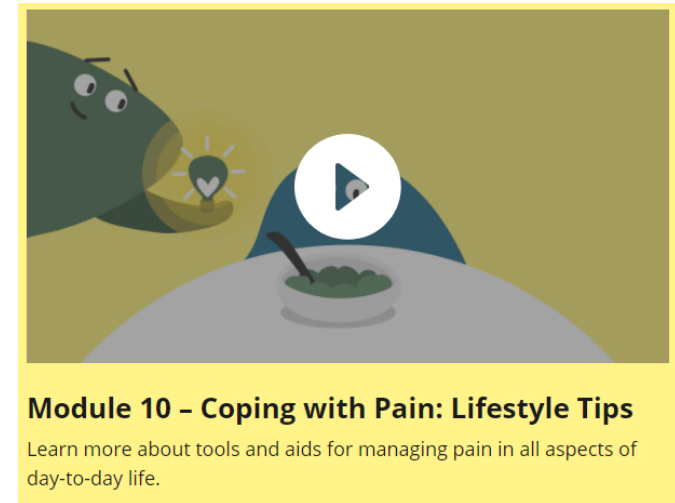 Module 10 – Coping with Pain: Lifestyle Tips
Learn more about tools and aids for managing pain in all aspects of
day-to-day life.